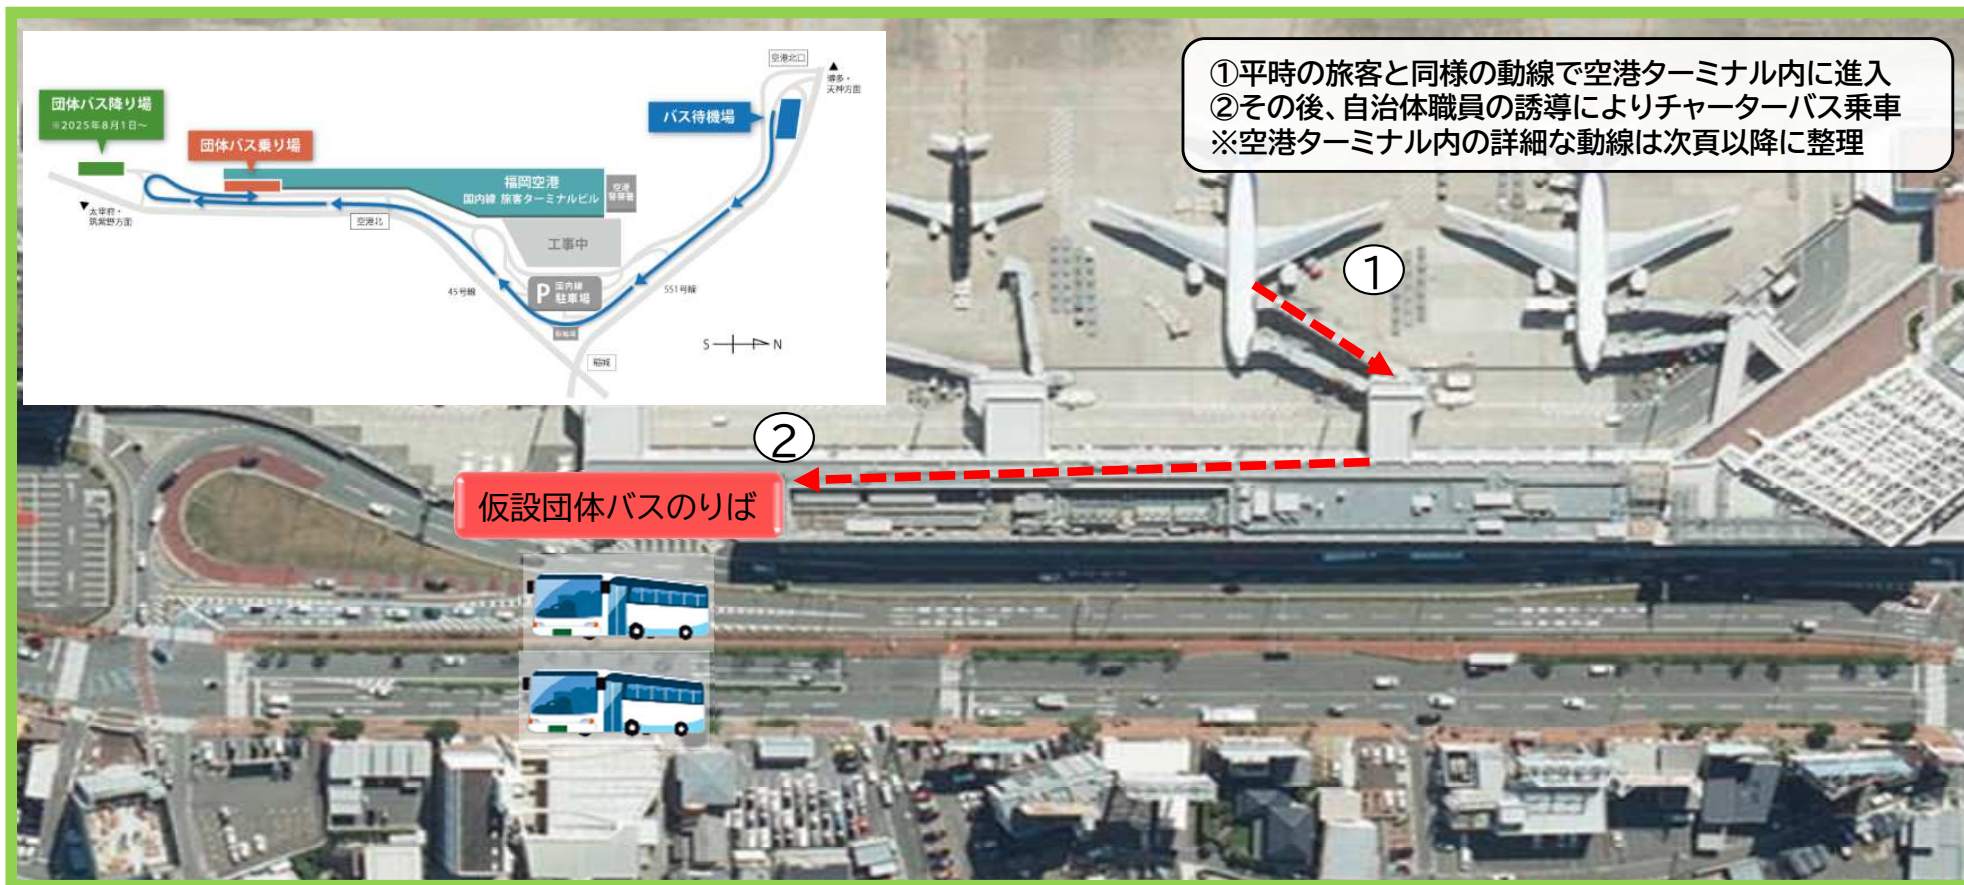 ①平時の旅客と同様の動線で空港ターミナル内に進入
②その後、自治体職員の誘導によりチャーターバス乗車
※空港ターミナル内の詳細な動線は次頁以降に整理
空港北口
▲
博多・
天神方面
団体バス降り場
※2025年8月1日~
バス待機場
団体バス乗り場
福岡空港
国内線 旅客ターミナルビル
空港
警察署
▼太宰府・
筑紫野方面
空港北
工事中
P 国内線
駐車場
45号線
551号線
S N
稲城
①
②
仮設団体バスのりば